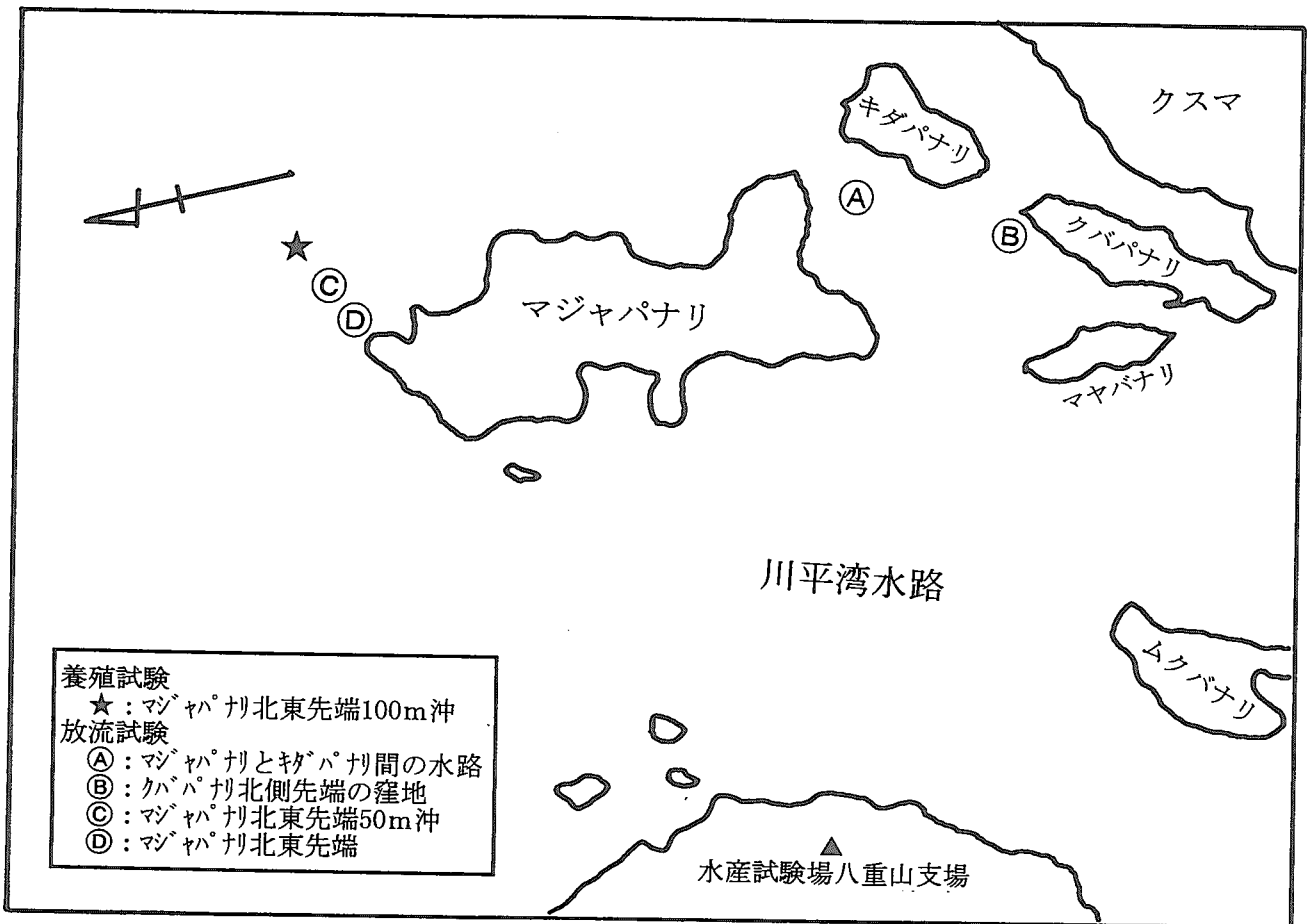 クスマ
キダパナリ
Ⓐ
Ⓑ
クバパナリ
★
Ⓒ
Ⓓ
マジャパナリ
マヤバナリ
川平湾水路
ムクバナリ
養殖試験
★：マジャパナリ北東先端100m沖
放流試験
Ⓐ：マジャパナリとキダパナリ間の水路
Ⓑ：クバパナリ北側先端の窪地
Ⓒ：マジャパナリ北東先端50m沖
Ⓓ：マジャパナリ北東先端
▲
水産試験場八重山支場